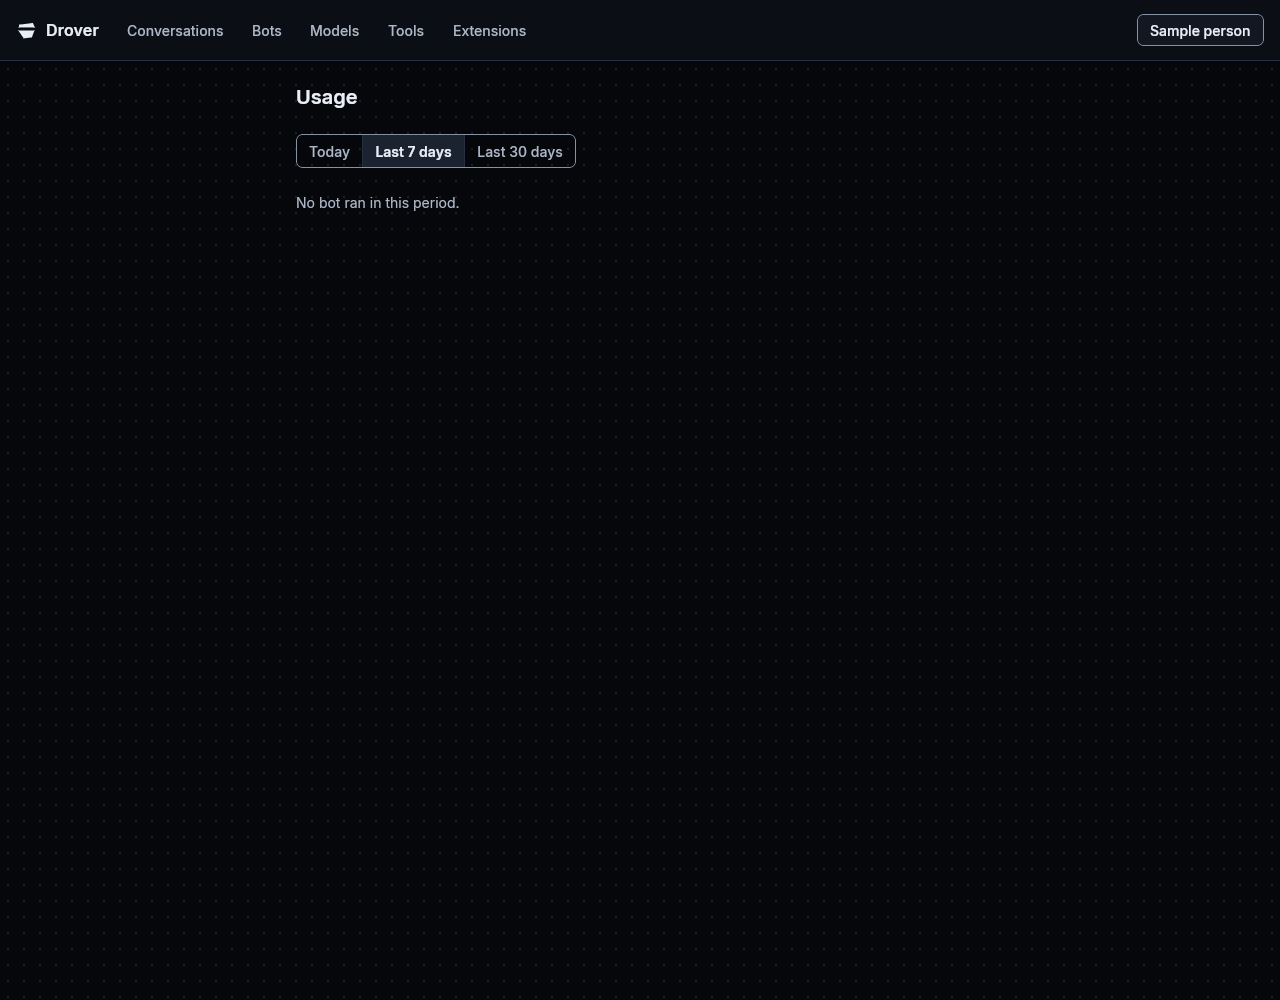 Drover Conversations Bots Models Tools Extensions Sample person
Usage
Today Last 7 days Last 30 days
No bot ran in this period.